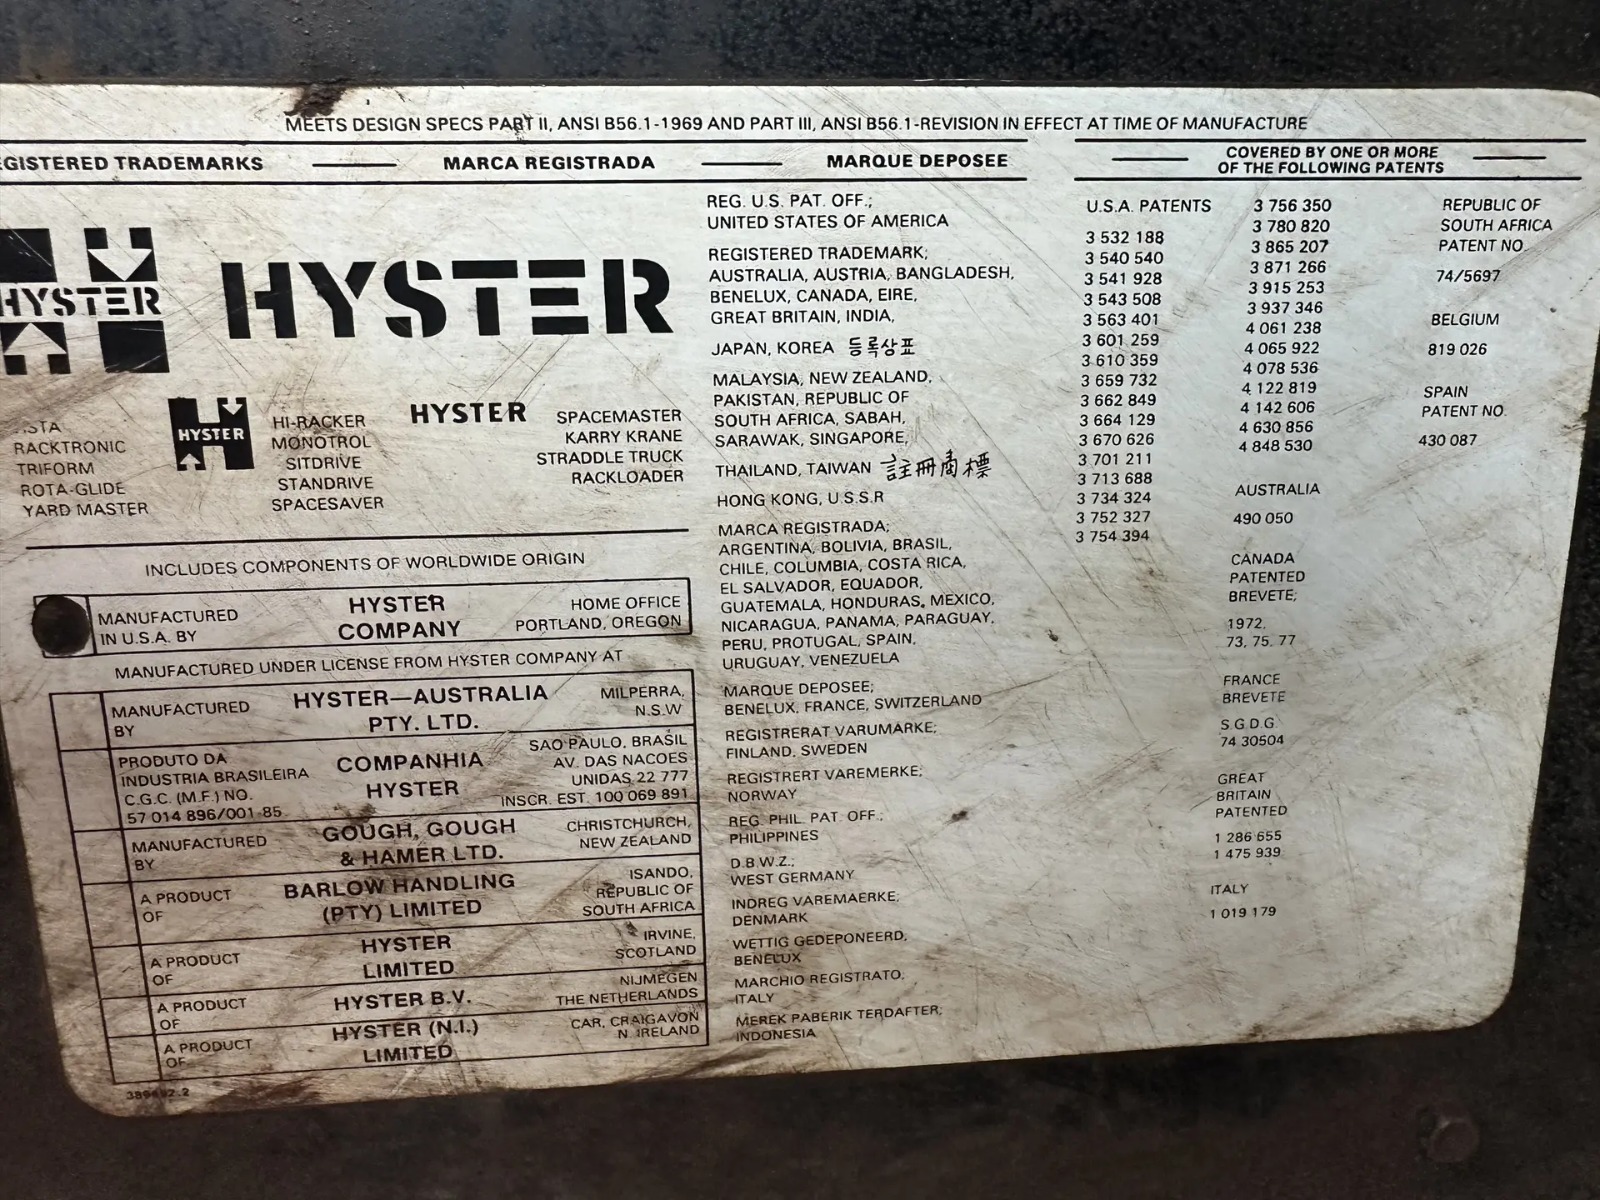 MEETS DESIGN SPECS PART II, ANSI B56.1-1969 AND PART III, ANSI B56.1-REVISION IN EFFECT AT TIME OF MANUFACTURE
EGISTERED TRADEMARKS MARCA REGISTRADA MARQUE DEPOSEE
HYSTER
HYSTER
RACKTRONIC
TRIFORM
ROTA-GLIDE
YARD MASTER
HYSTER
HI-RACKER
MONOTROL
SITDRIVE
STANDRIVE
SPACESAVER
HYSTER
SPACEMASTER
KARRY KRANE
STRADDLE TRUCK
RACKLOADER
INCLUDES COMPONENTS OF WORLDWIDE ORIGIN
MANUFACTURED
IN U.S.A. BY
HYSTER
COMPANY
HOME OFFICE
PORTLAND, OREGON
MANUFACTURED UNDER LICENSE FROM HYSTER COMPANY AT
MANUFACTURED
BY
HYSTER—AUSTRALIA
PTY. LTD.
MILPERRA,
N.S.W
PRODUTO DA
INDUSTRIA BRASILEIRA
C.G.C. (M.F.) NO.
57 014 896/001-85
COMPANHIA
HYSTER
SAO PAULO, BRASIL
AV. DAS NACOES
UNIDAS 22 777
INSCR. EST. 100 069 891
MANUFACTURED
BY
GOUGH, GOUGH
& HAMER LTD.
CHRISTCHURCH,
NEW ZEALAND
A PRODUCT
OF
BARLOW HANDLING
(PTY) LIMITED
ISANDO,
REPUBLIC OF
SOUTH AFRICA
A PRODUCT
OF
HYSTER
LIMITED
IRVINE,
SCOTLAND
A PRODUCT
OF
HYSTER B.V.
NIJMEGEN
THE NETHERLANDS
A PRODUCT
OF
HYSTER (N.I.)
LIMITED
CAR, CRAIGAVON
N. IRELAND
REG. U.S. PAT. OFF.;
UNITED STATES OF AMERICA
REGISTERED TRADEMARK;
AUSTRALIA, AUSTRIA, BANGLADESH,
BENELUX, CANADA, EIRE,
GREAT BRITAIN, INDIA,
JAPAN, KOREA 등록상표
MALAYSIA, NEW ZEALAND,
PAKISTAN, REPUBLIC OF
SOUTH AFRICA, SABAH,
SARAWAK, SINGAPORE,
THAILAND, TAIWAN 註冊商標
HONG KONG, U.S.S.R
MARCA REGISTRADA;
ARGENTINA, BOLIVIA, BRASIL,
CHILE, COLUMBIA, COSTA RICA,
EL SALVADOR, EQUADOR,
GUATEMALA, HONDURAS, MEXICO,
NICARAGUA, PANAMA, PARAGUAY,
PERU, PROTUGAL, SPAIN,
URUGUAY, VENEZUELA
MARQUE DEPOSEE;
BENELUX, FRANCE, SWITZERLAND
REGISTRERAT VARUMARKE;
FINLAND, SWEDEN
REGISTRERT VAREMERKE;
NORWAY
REG. PHIL. PAT. OFF.;
PHILIPPINES
D.B.W.Z.;
WEST GERMANY
INDREG VAREMAERKE;
DENMARK
WETTIG GEDEPONEERD,
BENELUX
MARCHIO REGISTRATO,
ITALY
MEREK PABERIK TERDAFTER;
INDONESIA
COVERED BY ONE OR MORE
OF THE FOLLOWING PATENTS
U.S.A. PATENTS
3 532 188
3 540 540
3 541 928
3 543 508
3 563 401
3 601 259
3 610 359
3 659 732
3 662 849
3 664 129
3 670 626
3 701 211
3 713 688
3 734 324
3 752 327
3 754 394
3 756 350
3 780 820
3 865 207
3 871 266
3 915 253
3 937 346
4 061 238
4 065 922
4 078 536
4 122 819
4 142 606
4 630 856
4 848 530
AUSTRALIA
490 050
CANADA
PATENTED
BREVETE;
1972,
73, 75. 77
FRANCE
BREVETE
S.G.D.G.
74 30504
GREAT
BRITAIN
PATENTED
1 286 655
1 475 939
ITALY
1 019 179
REPUBLIC OF
SOUTH AFRICA
PATENT NO.
74/5697
BELGIUM
819 026
SPAIN
PATENT NO.
430 087